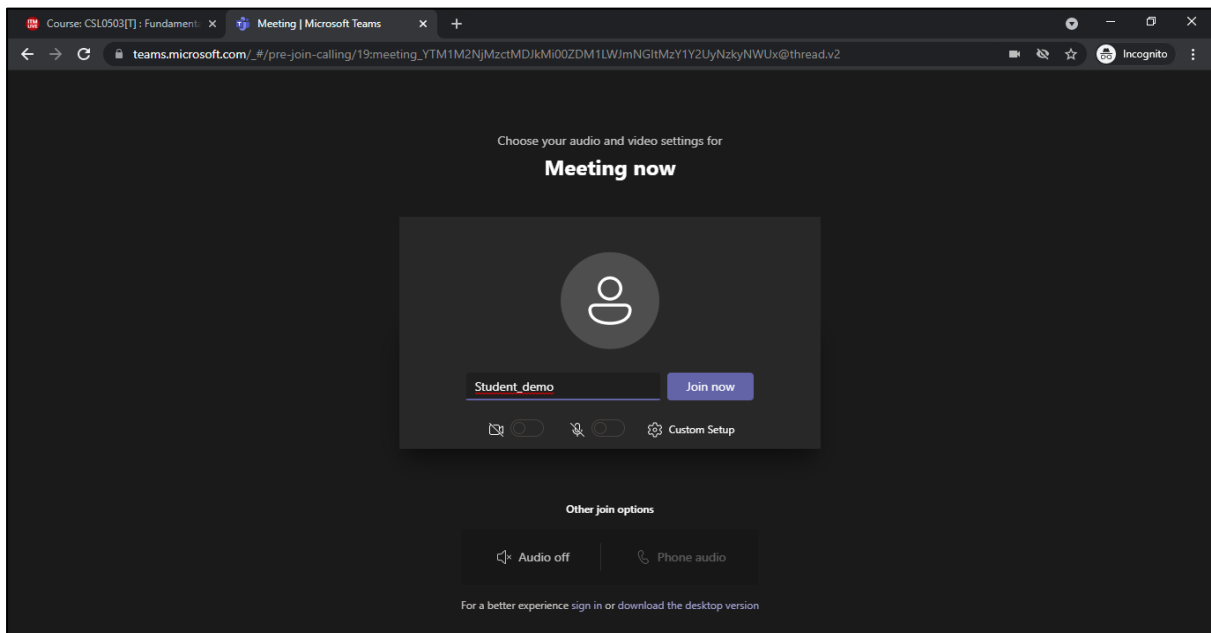 Course: CSL0503[T] : Fundament
Meeting | Microsoft Teams
teams.microsoft.com/_#/pre-join-calling/19:meeting_YTM1M2NjMzctMDJkMi00ZDM1LWJmNGItMzY1Y2UyNzkyNWUx@thread.v2
Incognito
Choose your audio and video settings for
Meeting now
Student_demo
Join now
Custom Setup
Other join options
Audio off
Phone audio
For a better experience sign in or download the desktop version